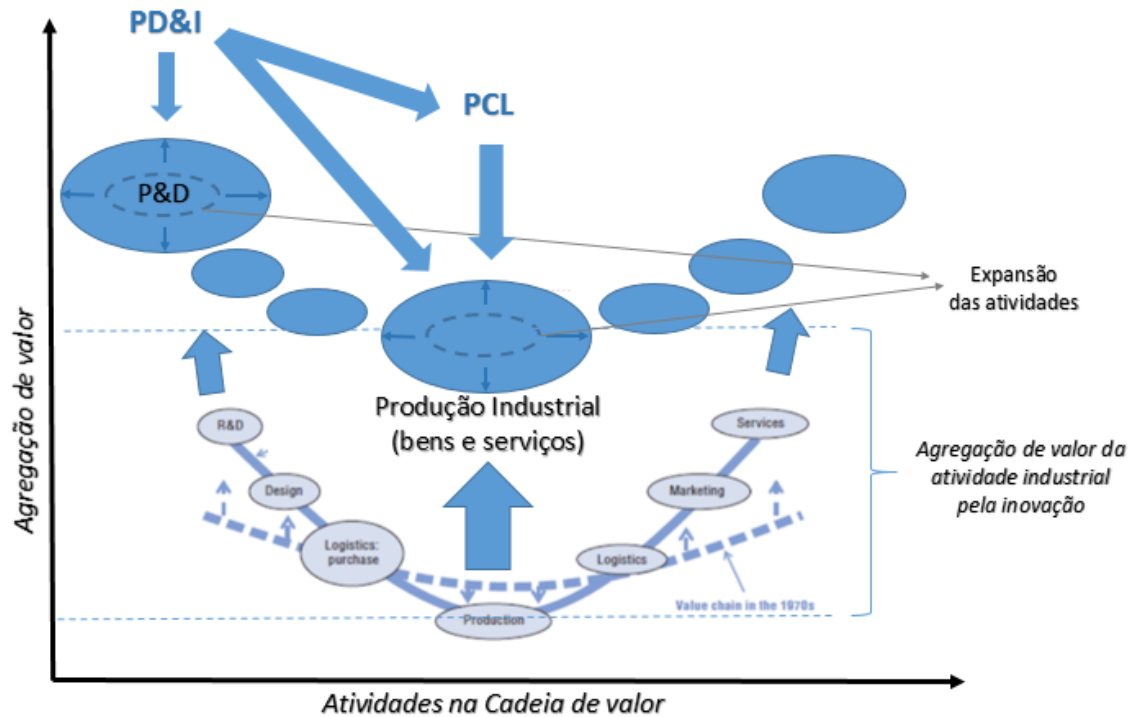 PD&I
PCL
P&D
Expansão
das atividades
Produção Industrial
(bens e serviços)
R&D
Services
Design
Marketing
Logistics:
purchase
Logistics
Value chain in the 1970s
Production
Agregação de valor da
atividade industrial
pela inovação
Agregação de valor
Atividades na Cadeia de valor